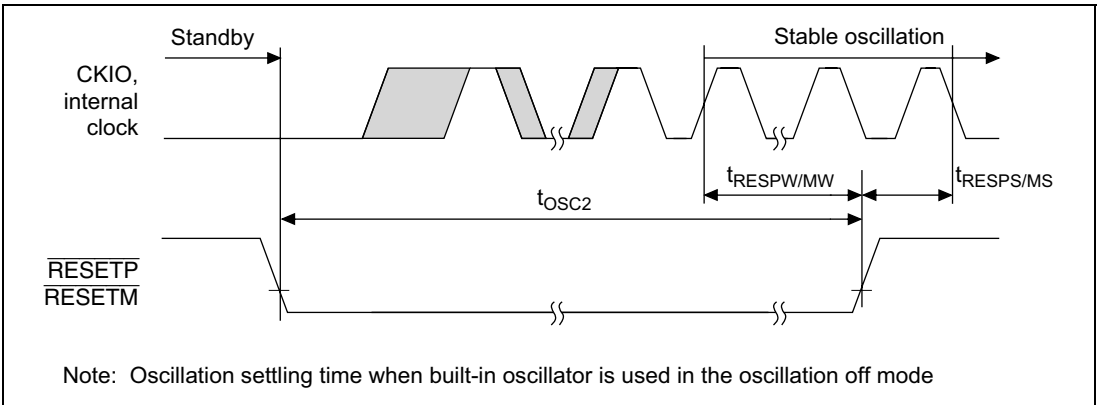 Standby
Stable oscillation
CKIO,
internal
clock
tRESPW/MW
tRESPS/MS
tOSC2
RESETP
RESETM
Note: Oscillation settling time when built-in oscillator is used in the oscillation off mode